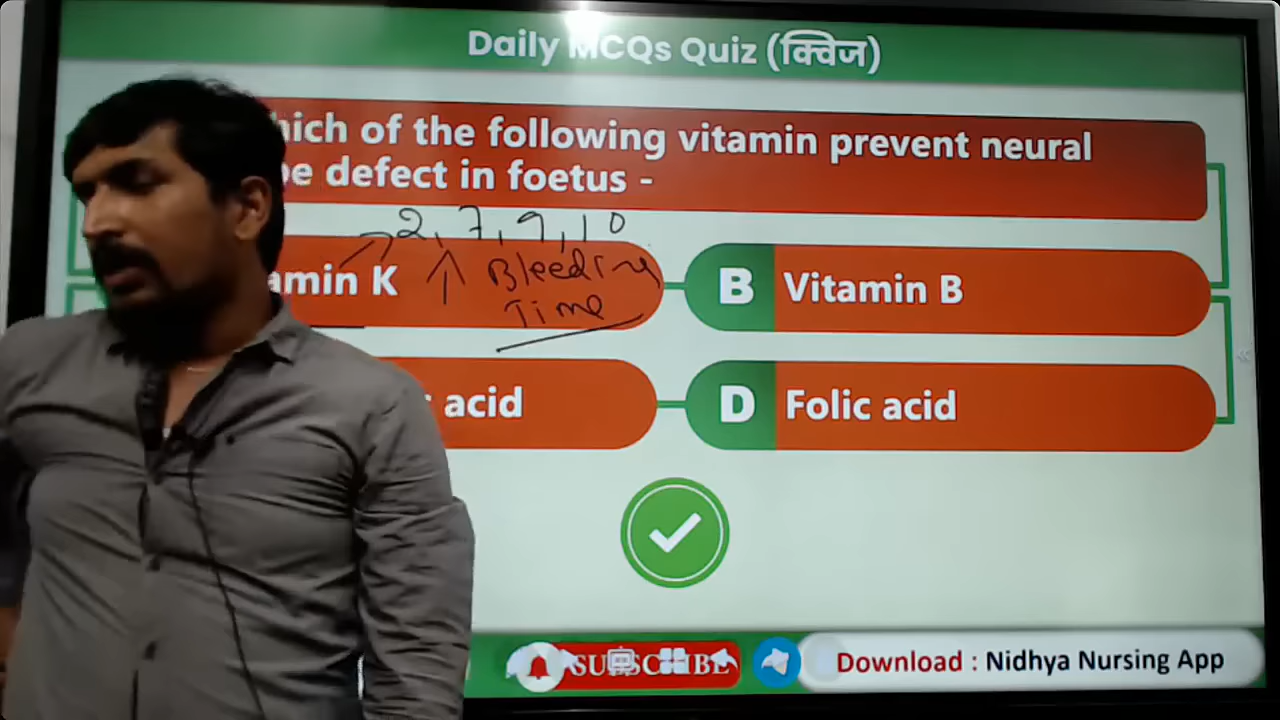 Daily MCQs Quiz (क्विज)
hich of the following vitamin prevent neural
be defect in foetus -
2, 7, 9, 10
amin K ↑ Bleeding
Time
B Vitamin B
acid
D Folic acid
SUBSCRIBE
Download : Nidhya Nursing App